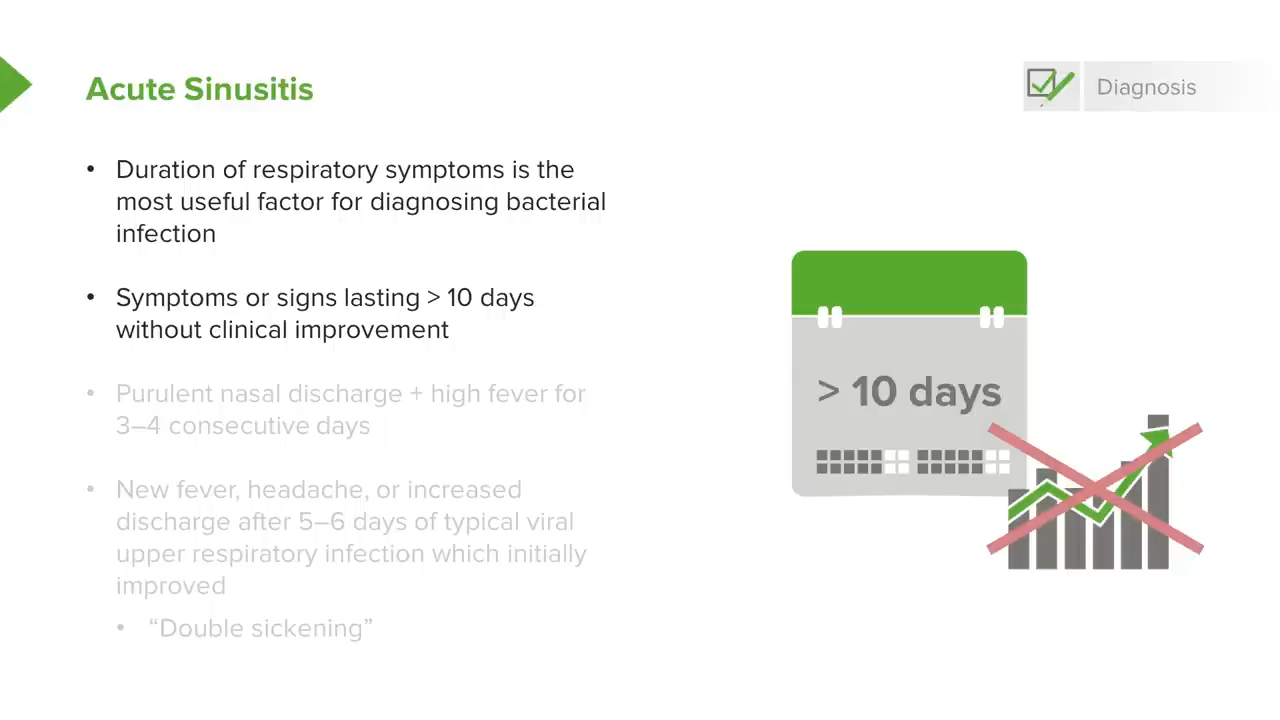 Acute Sinusitis
Diagnosis
• Duration of respiratory symptoms is the
most useful factor for diagnosing bacterial
infection
• Symptoms or signs lasting > 10 days
without clinical improvement
• Purulent nasal discharge + high fever for
3–4 consecutive days
• New fever, headache, or increased
discharge after 5–6 days of typical viral
upper respiratory infection which initially
improved
• “Double sickening”
> 10 days